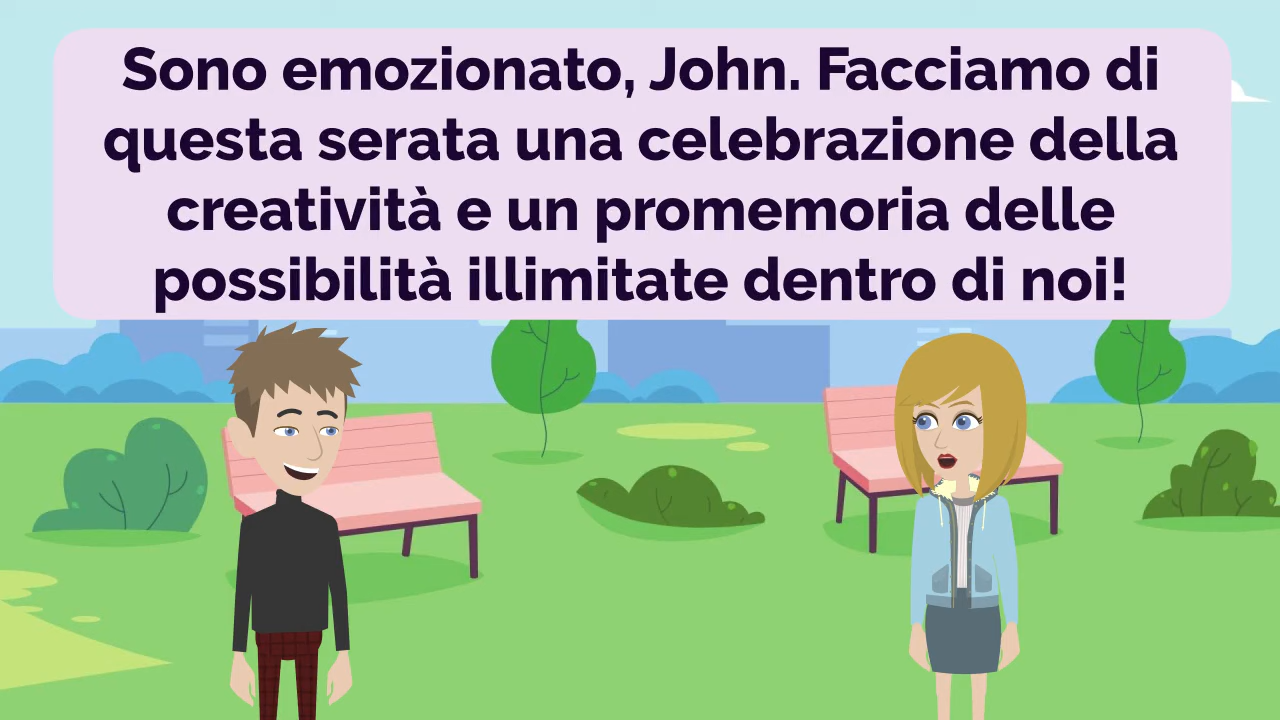 Sono emozionato, John. Facciamo di
questa serata una celebrazione della
creatività e un promemoria delle
possibilità illimitate dentro di noi!